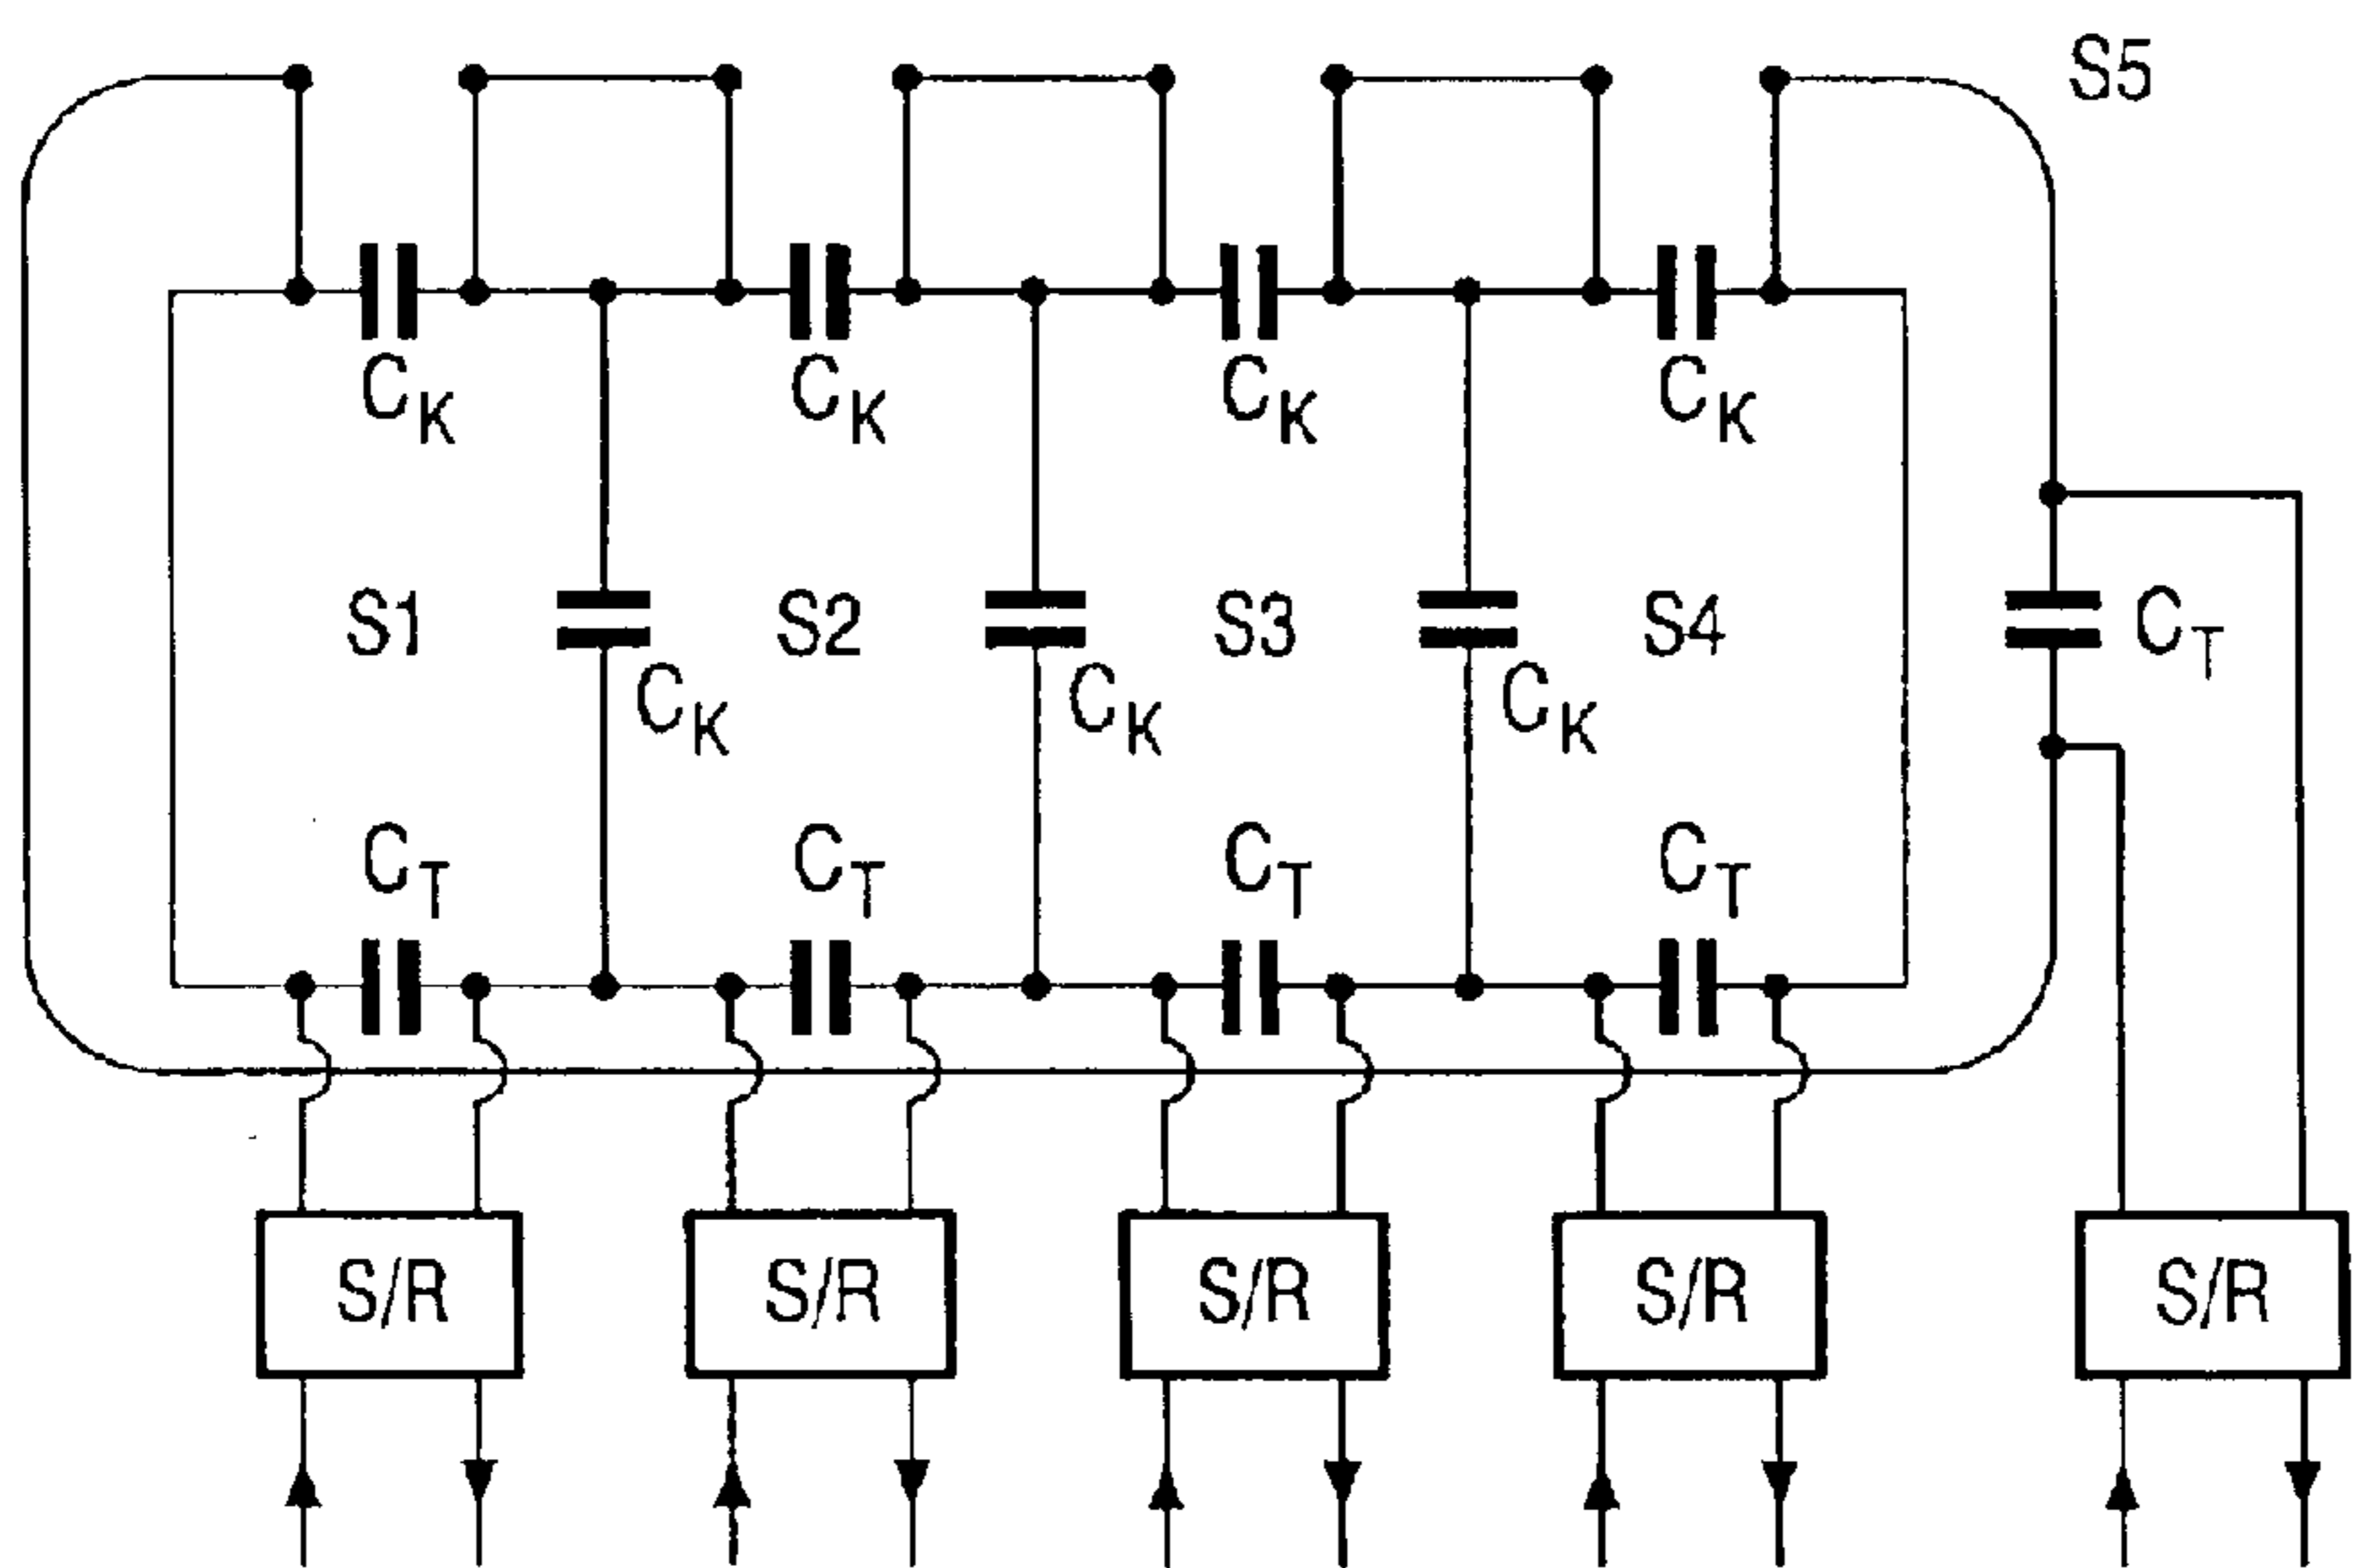 S5
C_K C_K C_K C_K
S1 S2 S3 S4
C_T
C_K C_K C_K
C_T C_T C_T C_T
S/R S/R S/R S/R S/R